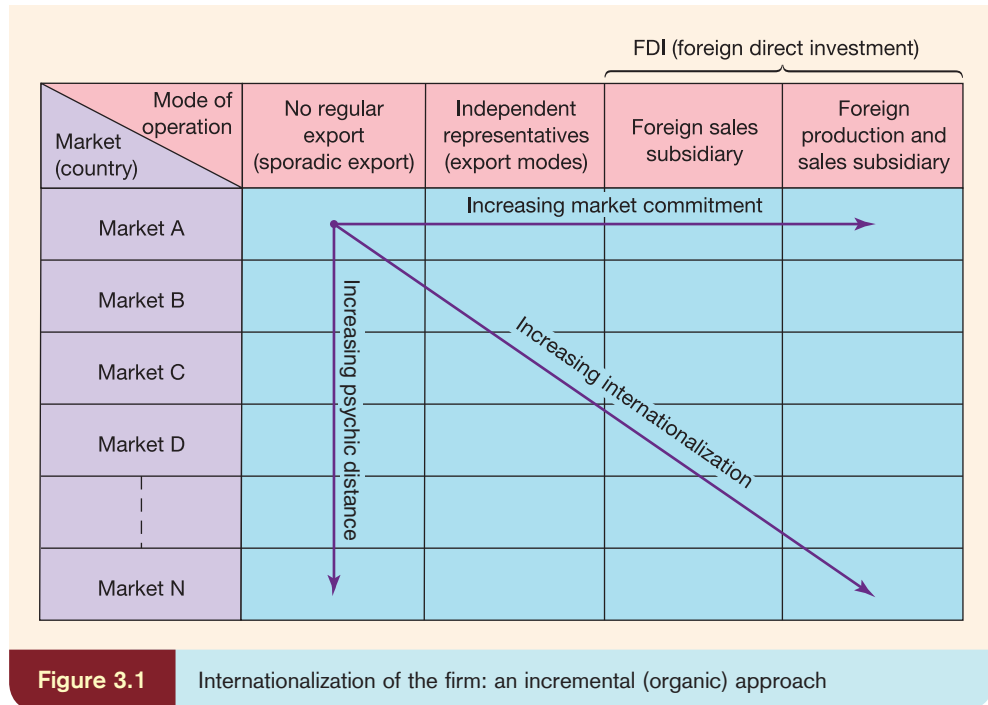 FDI (foreign direct investment)
Mode of
operation
Market
(country)
No regular
export
(sporadic export)
Independent
representatives
(export modes)
Foreign sales
subsidiary
Foreign
production and
sales subsidiary
Market A
Increasing market commitment
Market B
Market C
Market D
Market N
Increasing psychic distance
Increasing internationalization
Figure 3.1
Internationalization of the firm: an incremental (organic) approach